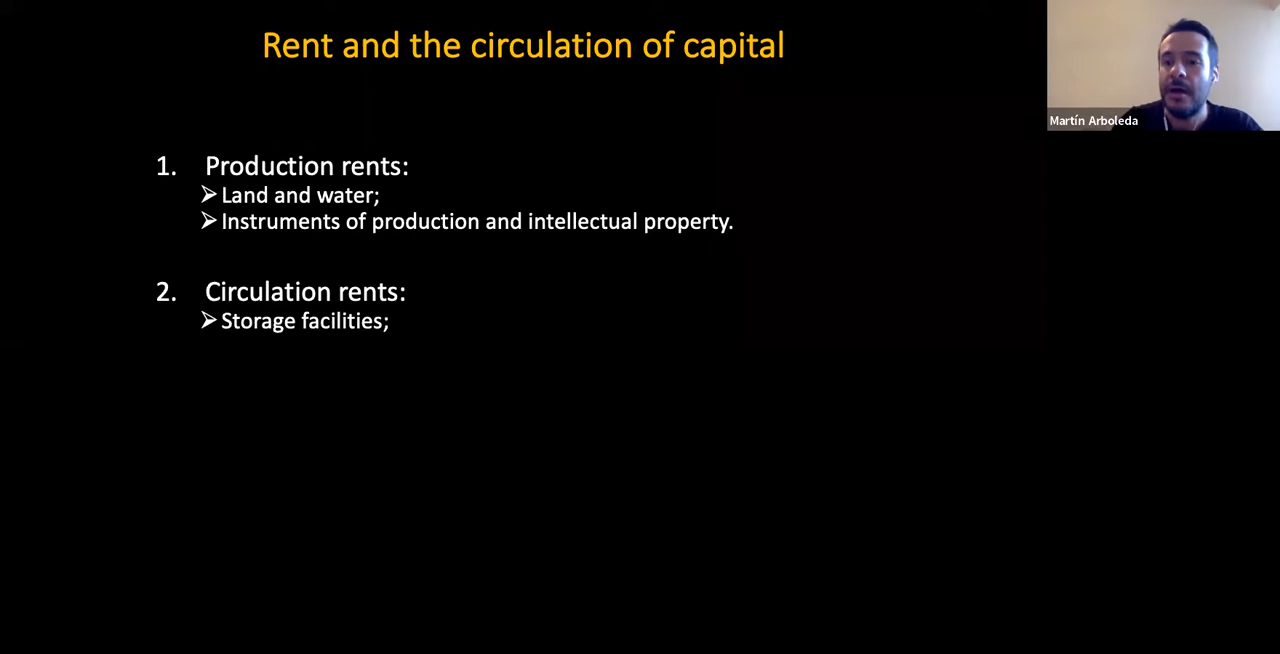 Rent and the circulation of capital
Martín Arboleda
1. Production rents:
➢ Land and water;
➢ Instruments of production and intellectual property.
2. Circulation rents:
➢ Storage facilities;